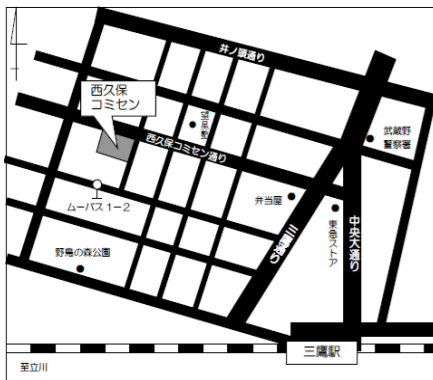 井ノ頭通り
西久保
コミセン
武蔵野
警察署
西久保コミセン通り
ムーバス1-2
弁当屋
三鷹通り
東急ストア
中央大通り
野鳥の森公園
三鷹駅
至立川